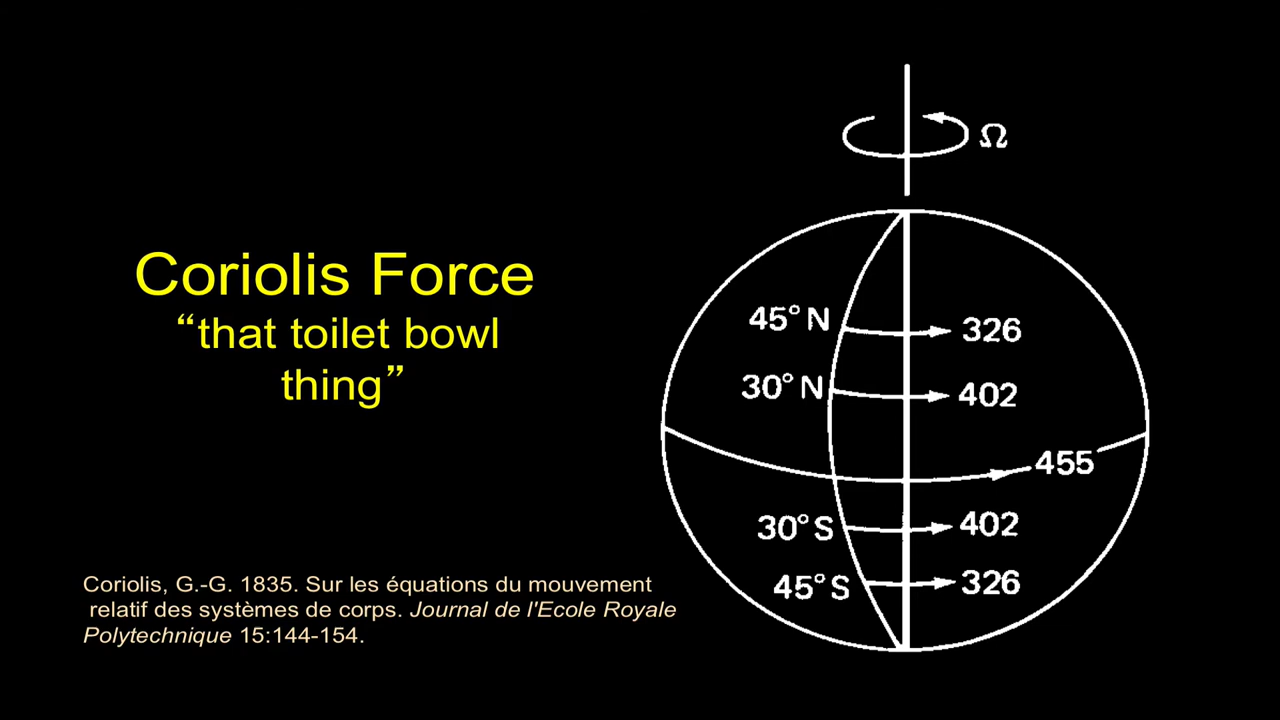 Coriolis Force
“that toilet bowl
thing”
Coriolis, G.-G. 1835. Sur les équations du mouvement
relatif des systèmes de corps. Journal de l'Ecole Royale
Polytechnique 15:144-154.
Ω
45° N 326
30° N 402
455
30° S 402
45° S 326